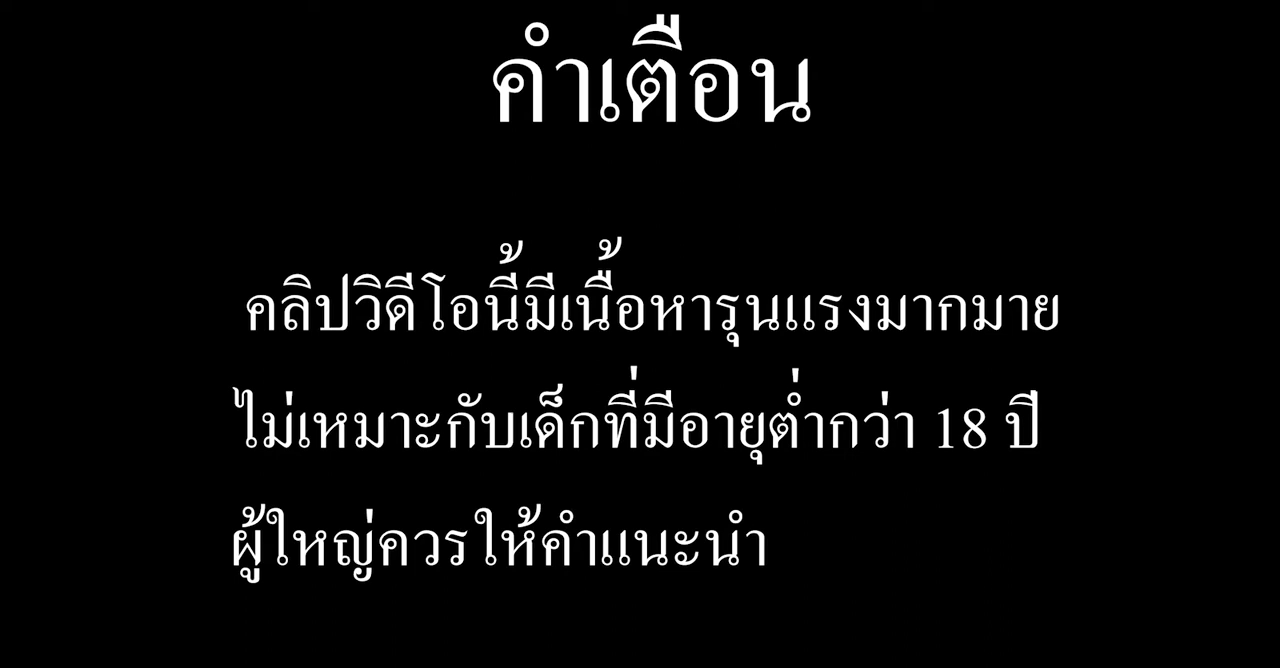 คำเตือน
คลิปวิดีโอนี้มีเนื้อหารุนแรงมากมาย
ไม่เหมาะกับเด็กที่มีอายุต่ำกว่า 18 ปี
ผู้ใหญ่ควรให้คำแนะนำ